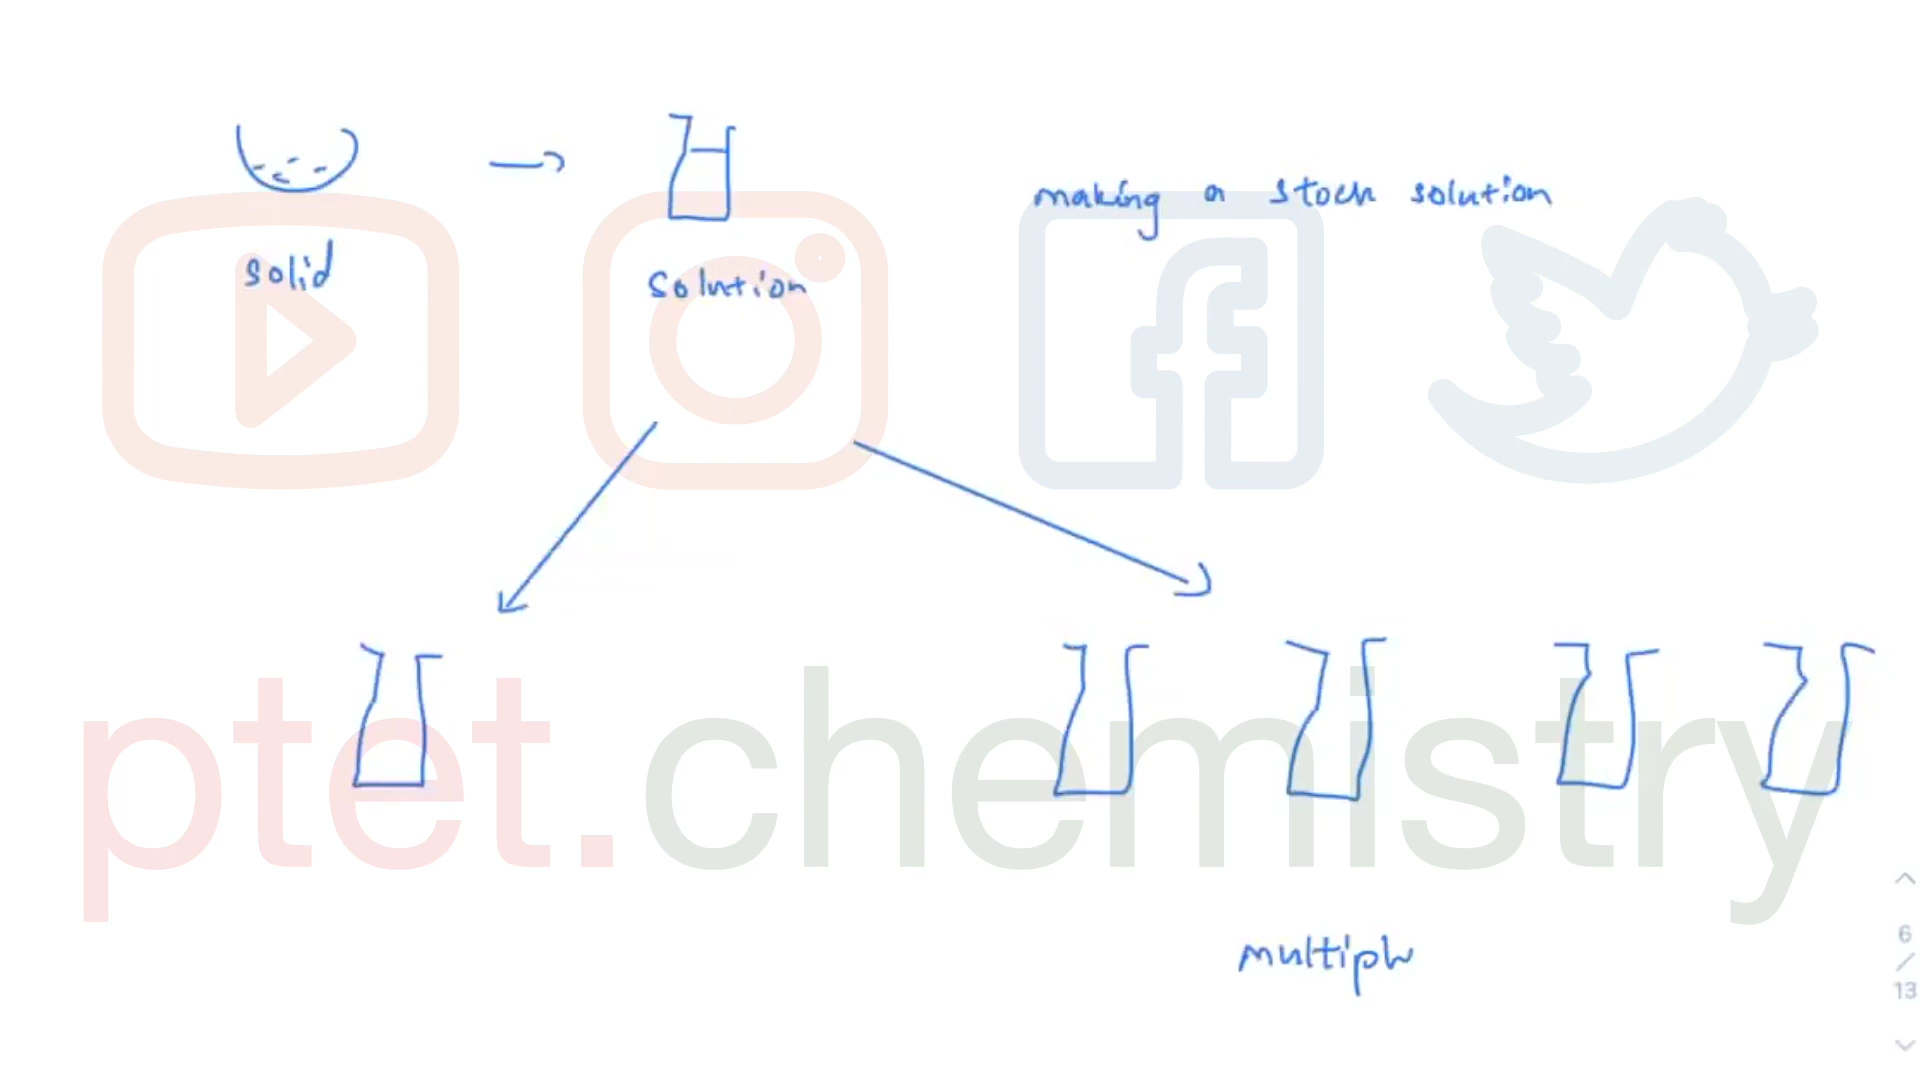 making a stock solution
solid
solution
ptet.chemistry
multiple
6
/
13